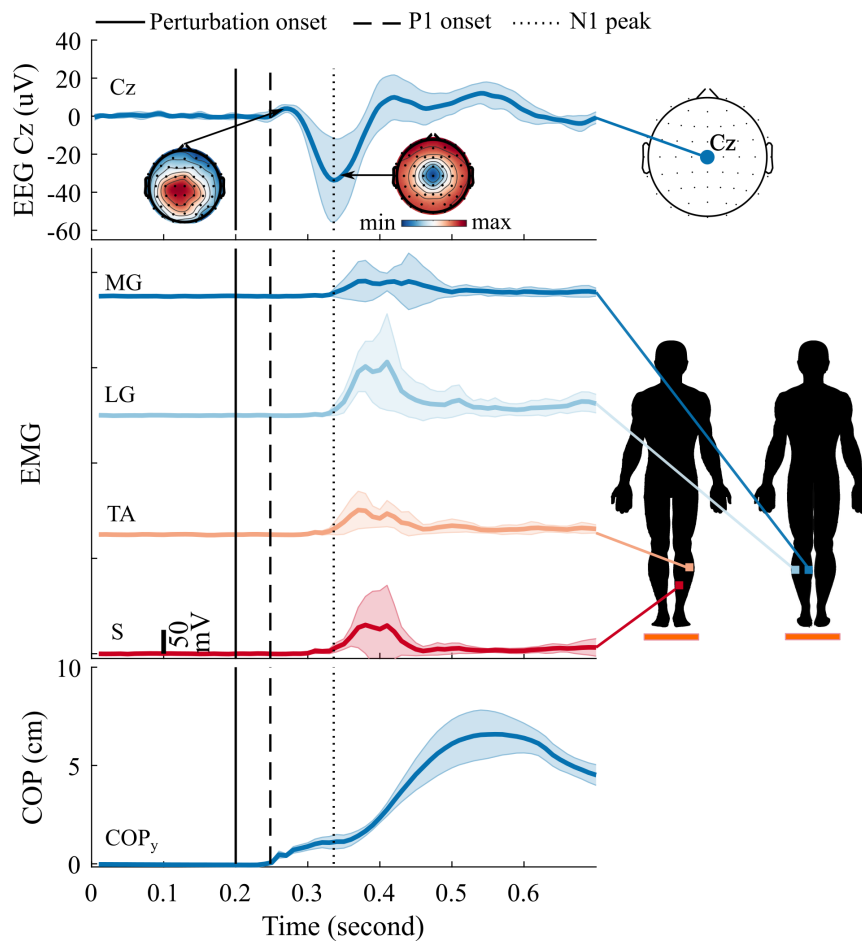 Perturbation onset
P1 onset
N1 peak
40
20
0
-20
-40
-60
EEG Cz (uV)
Cz
Cz
min
max
MG
LG
TA
S
50
mV
EMG
10
5
0
COP (cm)
COPy
0
0.1
0.2
0.3
0.4
0.5
0.6
Time (second)